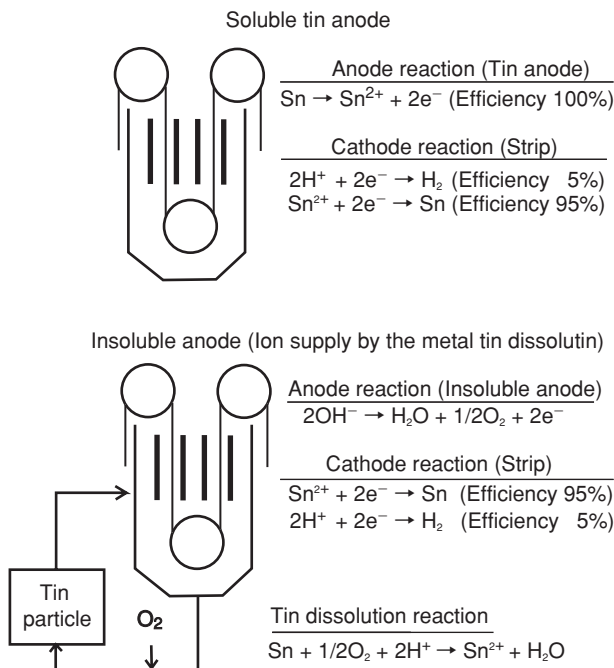 Soluble tin anode
Anode reaction (Tin anode)
Sn → Sn²⁺ + 2e⁻ (Efficiency 100%)
Cathode reaction (Strip)
2H⁺ + 2e⁻ → H₂ (Efficiency 5%)
Sn²⁺ + 2e⁻ → Sn (Efficiency 95%)
Insoluble anode (Ion supply by the metal tin dissolutin)
Anode reaction (Insoluble anode)
2OH⁻ → H₂O + 1/2O₂ + 2e⁻
Cathode reaction (Strip)
Sn²⁺ + 2e⁻ → Sn (Efficiency 95%)
2H⁺ + 2e⁻ → H₂ (Efficiency 5%)
Tin
particle
O₂
Tin dissolution reaction
Sn + 1/2O₂ + 2H⁺ → Sn²⁺ + H₂O